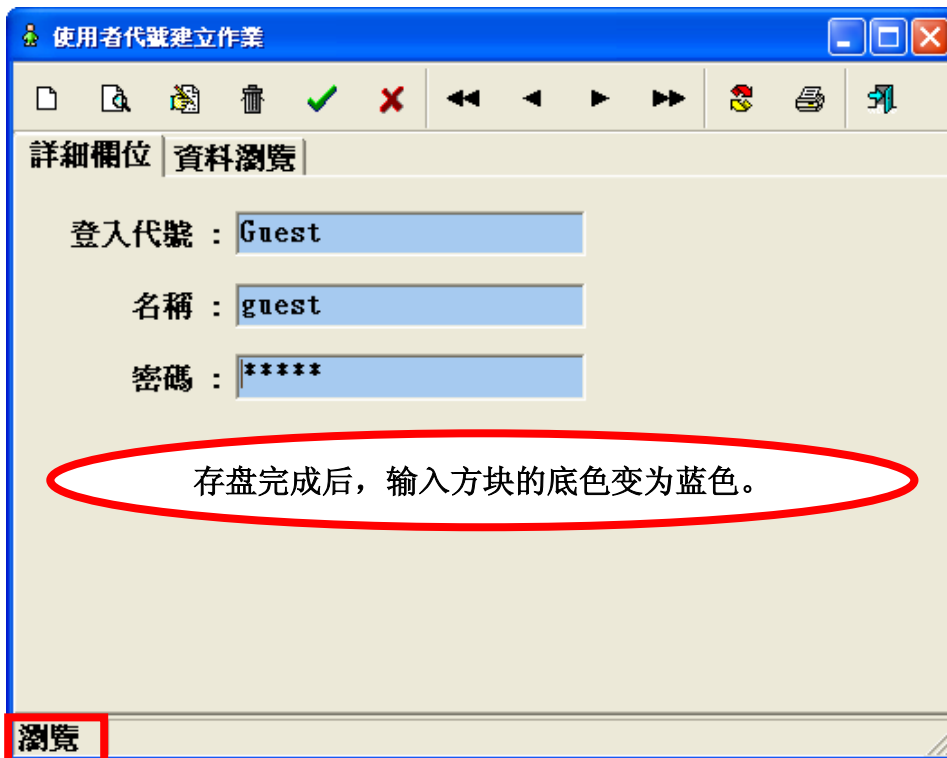 使用者代號建立作業
詳細欄位 資料瀏覽
登入代號 : Guest
名稱 : guest
密碼 : *****
存盘完成后，输入方块的底色变为蓝色。
瀏覽